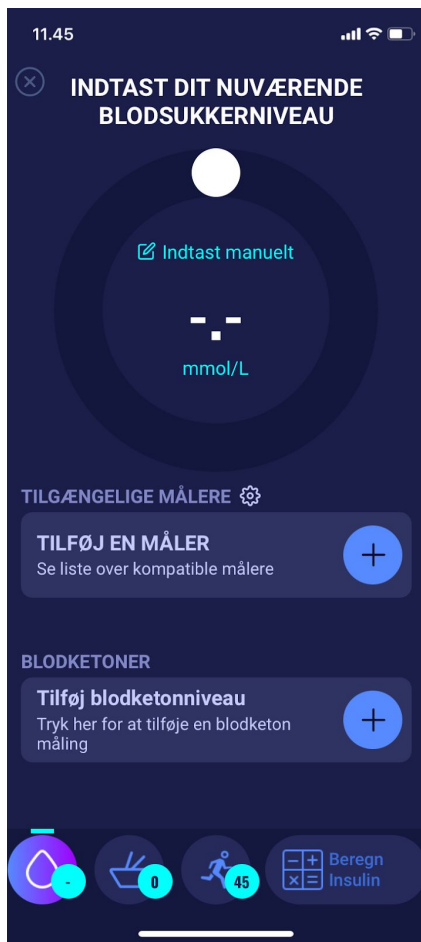 11.45
INDTAST DIT NUVÆRENDE
BLODSUKKERNIVEAU
Indtast manuelt
-.-
mmol/L
TILGÆNGELIGE MÅLERE
TILFØJ EN MÅLER
Se liste over kompatible målere
BLODKETONER
Tilføj blodketonniveau
Tryk her for at tilføje en blodketon
måling
-
0
45
Beregn
Insulin